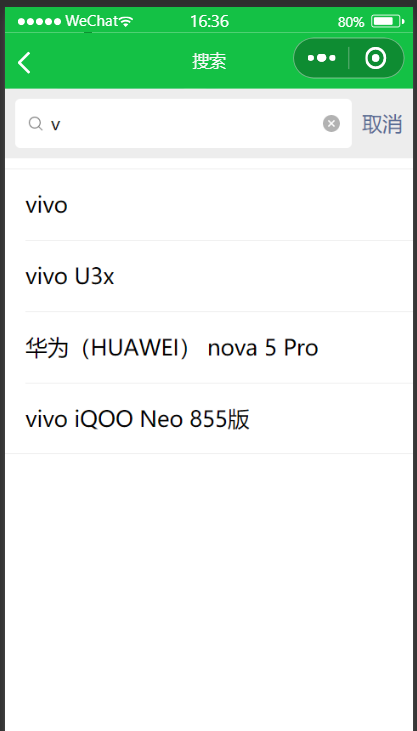 WeChat 16:36 80%
搜索
v 取消
vivo
vivo U3x
华为（HUAWEI） nova 5 Pro
vivo iQOO Neo 855版